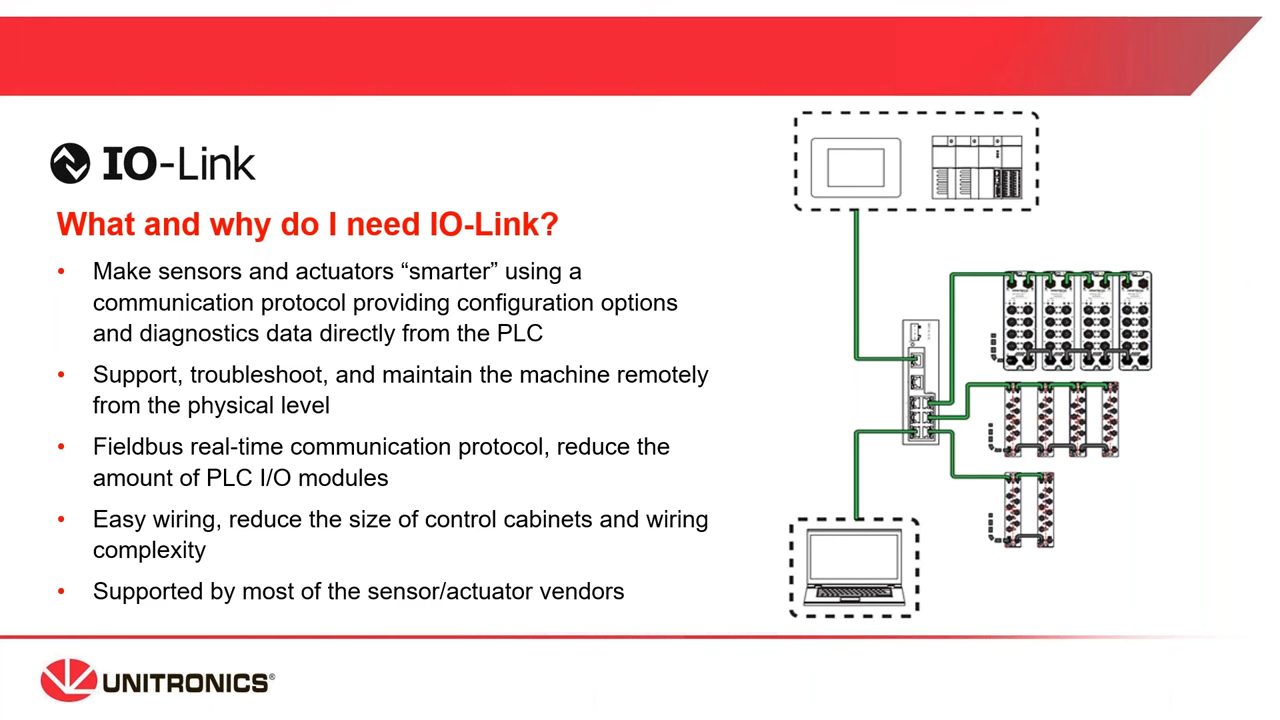 IO-Link
What and why do I need IO-Link?
• Make sensors and actuators “smarter” using a
communication protocol providing configuration options
and diagnostics data directly from the PLC
• Support, troubleshoot, and maintain the machine remotely
from the physical level
• Fieldbus real-time communication protocol, reduce the
amount of PLC I/O modules
• Easy wiring, reduce the size of control cabinets and wiring
complexity
• Supported by most of the sensor/actuator vendors
UNITRONICS®